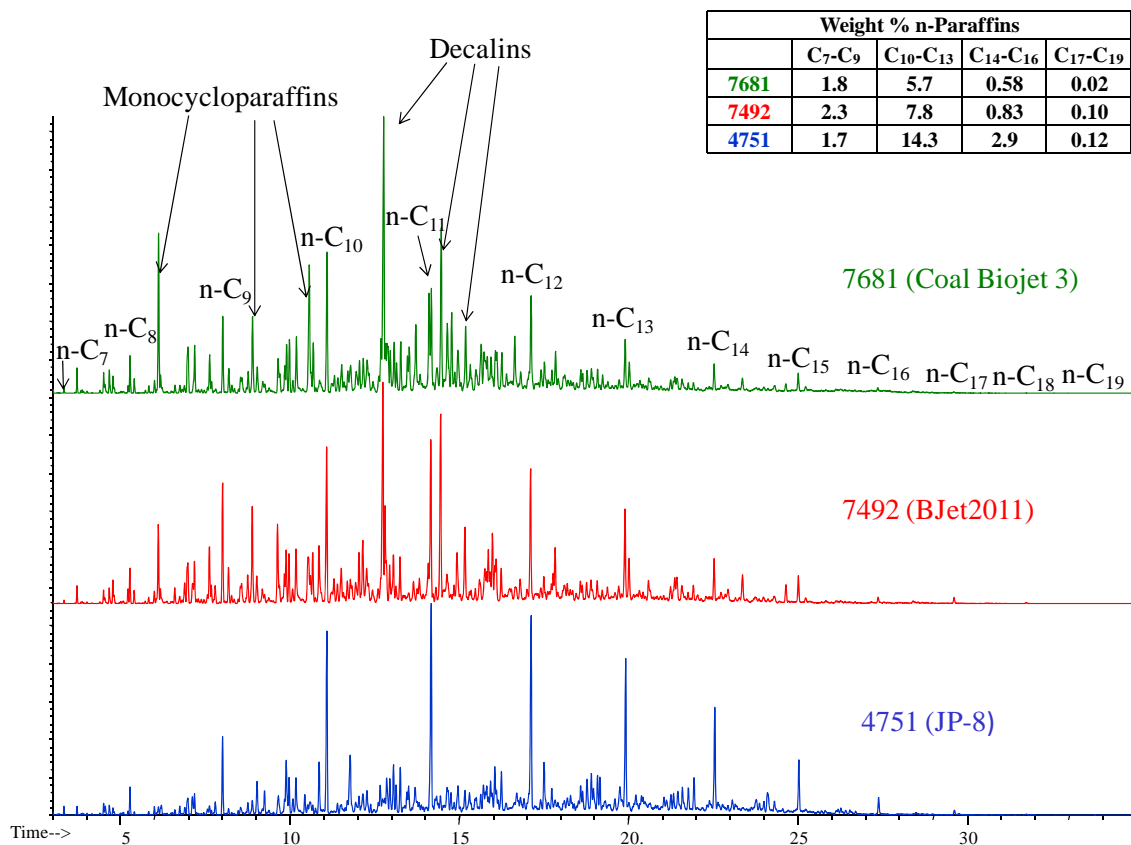 Weight % n-Paraffins
C₇-C₉ C₁₀-C₁₃ C₁₄-C₁₆ C₁₇-C₁₉
7681 1.8 5.7 0.58 0.02
7492 2.3 7.8 0.83 0.10
4751 1.7 14.3 2.9 0.12
Decalins
Monocycloparaffins
n-C₇
n-C₈
n-C₉
n-C₁₀
n-C₁₁
n-C₁₂
n-C₁₃
n-C₁₄
n-C₁₅
n-C₁₆
n-C₁₇
n-C₁₈
n-C₁₉
7681 (Coal Biojet 3)
7492 (BJet2011)
4751 (JP-8)
Time--> 5 10 15 20. 25 30